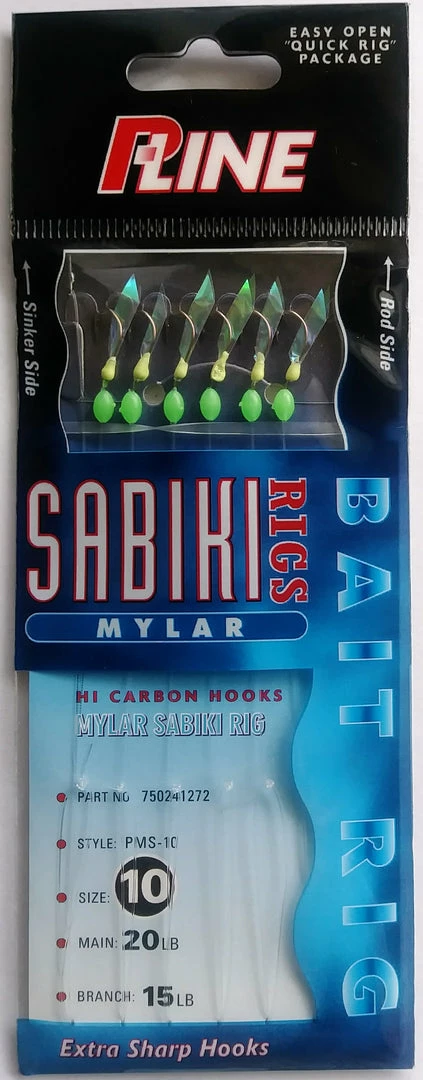 EASY OPEN
"QUICK RIG"
PACKAGE
P-LINE
Sinker Side
Rod Side
SABIKI
RIGS
MYLAR
BAIT RIG
HI CARBON HOOKS
MYLAR SABIKI RIG
PART NO 750241272
STYLE: PMS-10
SIZE: 10
MAIN: 20LB
BRANCH: 15LB
Extra Sharp Hooks